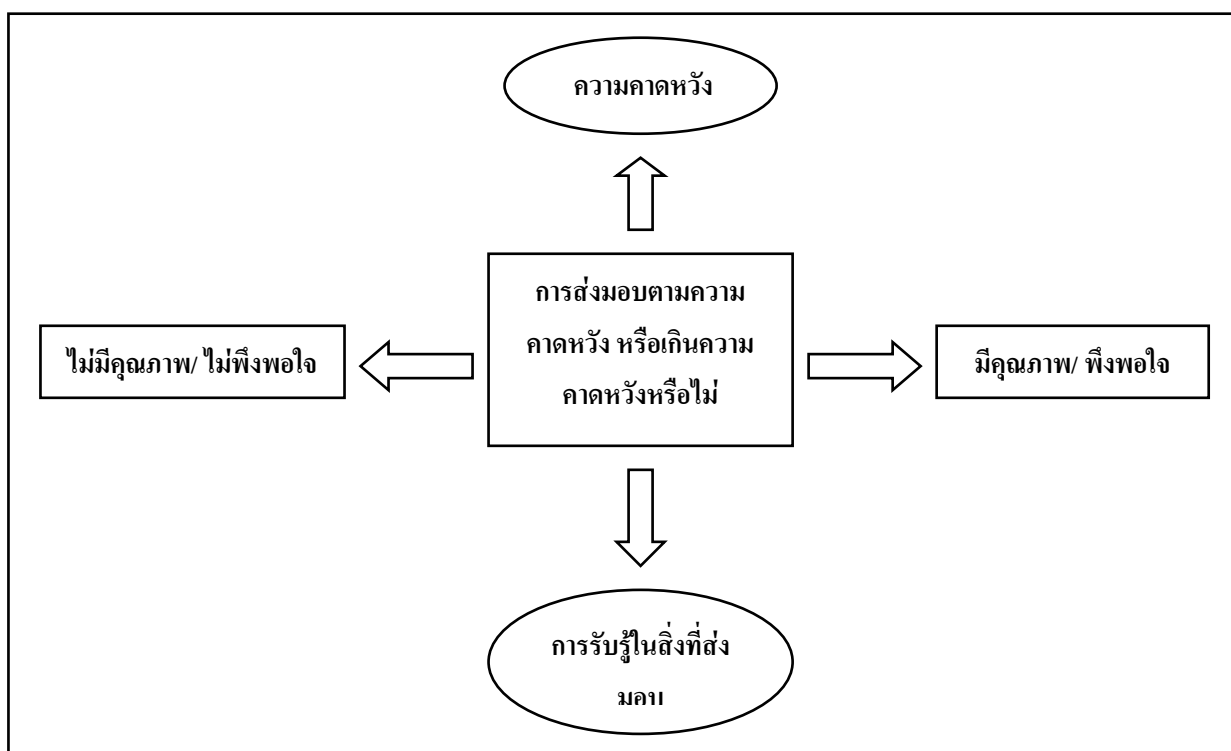 ความคาดหวัง
การส่งมอบตามความ
คาดหวัง หรือเกินความ
คาดหวังหรือไม่
ไม่มีคุณภาพ/ ไม่พึงพอใจ
มีคุณภาพ/ พึงพอใจ
การรับรู้ในสิ่งที่ส่ง
มอบ